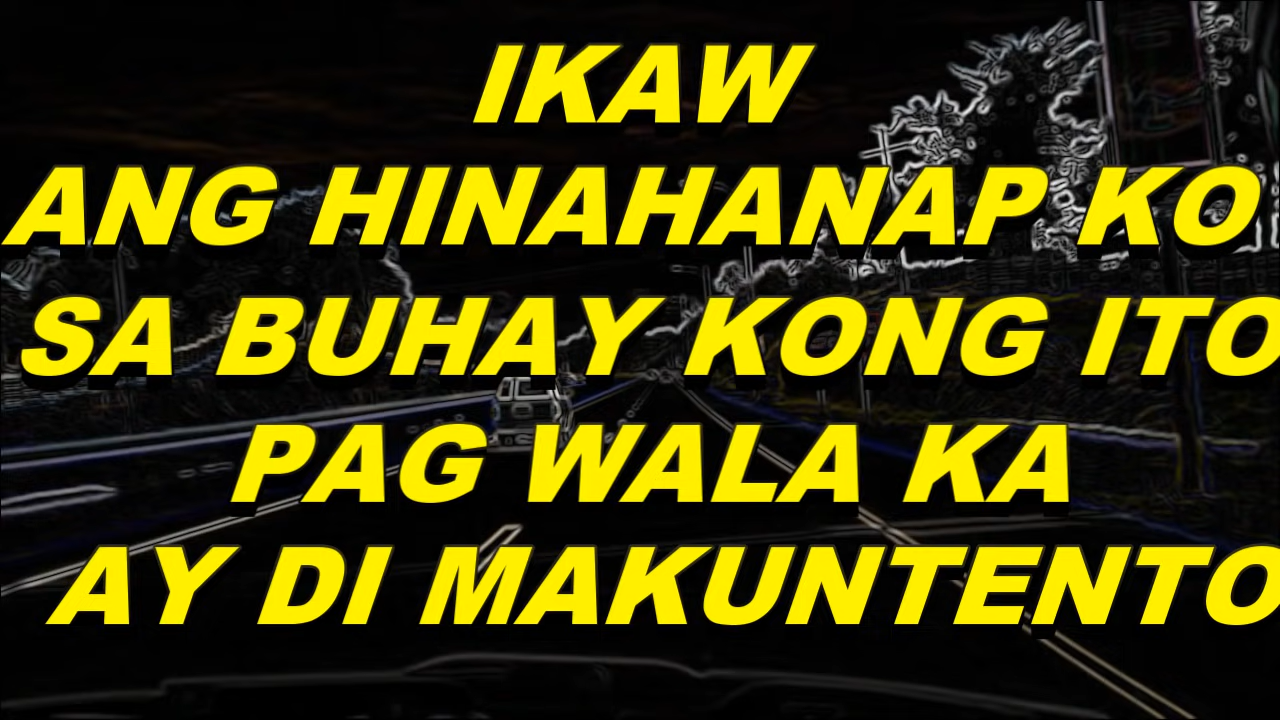 IKAW
ANG HINAHANAP KO
SA BUHAY KONG ITO
PAG WALA KA
AY DI MAKUNTENTO